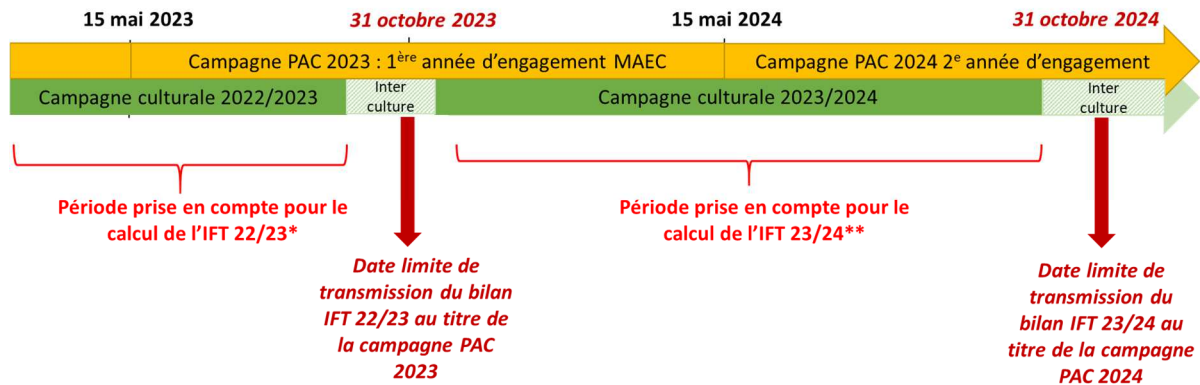 15 mai 2023
31 octobre 2023
15 mai 2024
31 octobre 2024
Campagne PAC 2023 : 1ère année d'engagement MAEC
Campagne PAC 2024 2e année d'engagement
Campagne culturale 2022/2023
Inter
culture
Campagne culturale 2023/2024
Inter
culture
Période prise en compte pour le
calcul de l'IFT 22/23*
Période prise en compte pour le
calcul de l'IFT 23/24**
Date limite de
transmission du bilan
IFT 22/23 au titre de
la campagne PAC
2023
Date limite de
transmission du
bilan IFT 23/24 au
titre de la campagne
PAC 2024